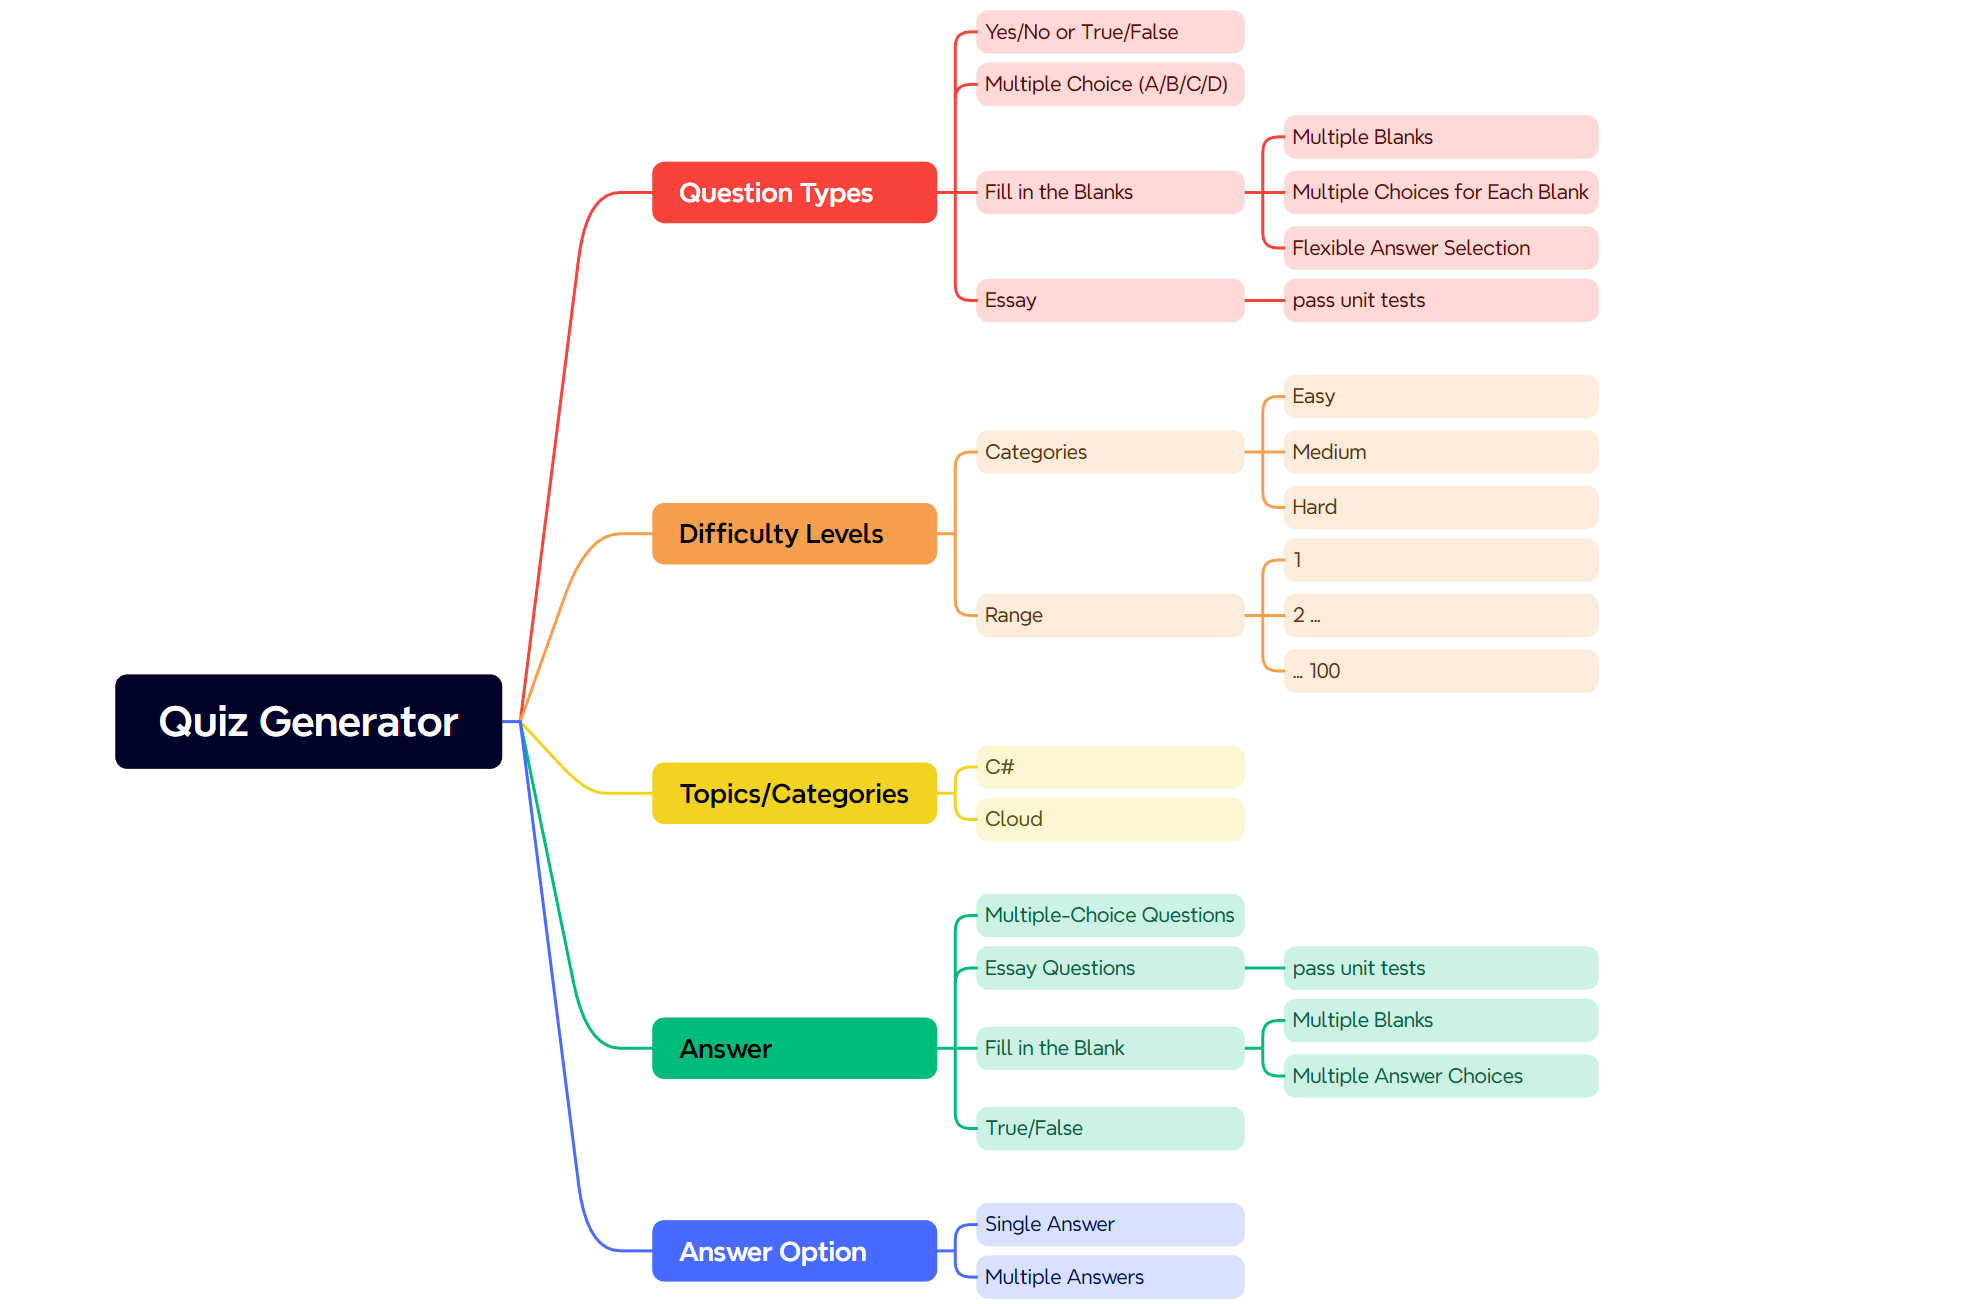 Quiz Generator
Question Types
Yes/No or True/False
Multiple Choice (A/B/C/D)
Fill in the Blanks
Multiple Blanks
Multiple Choices for Each Blank
Flexible Answer Selection
Essay
pass unit tests
Difficulty Levels
Categories
Easy
Medium
Hard
Range
1
2 ...
... 100
Topics/Categories
C#
Cloud
Answer
Multiple-Choice Questions
Essay Questions
pass unit tests
Fill in the Blank
Multiple Blanks
Multiple Answer Choices
True/False
Answer Option
Single Answer
Multiple Answers